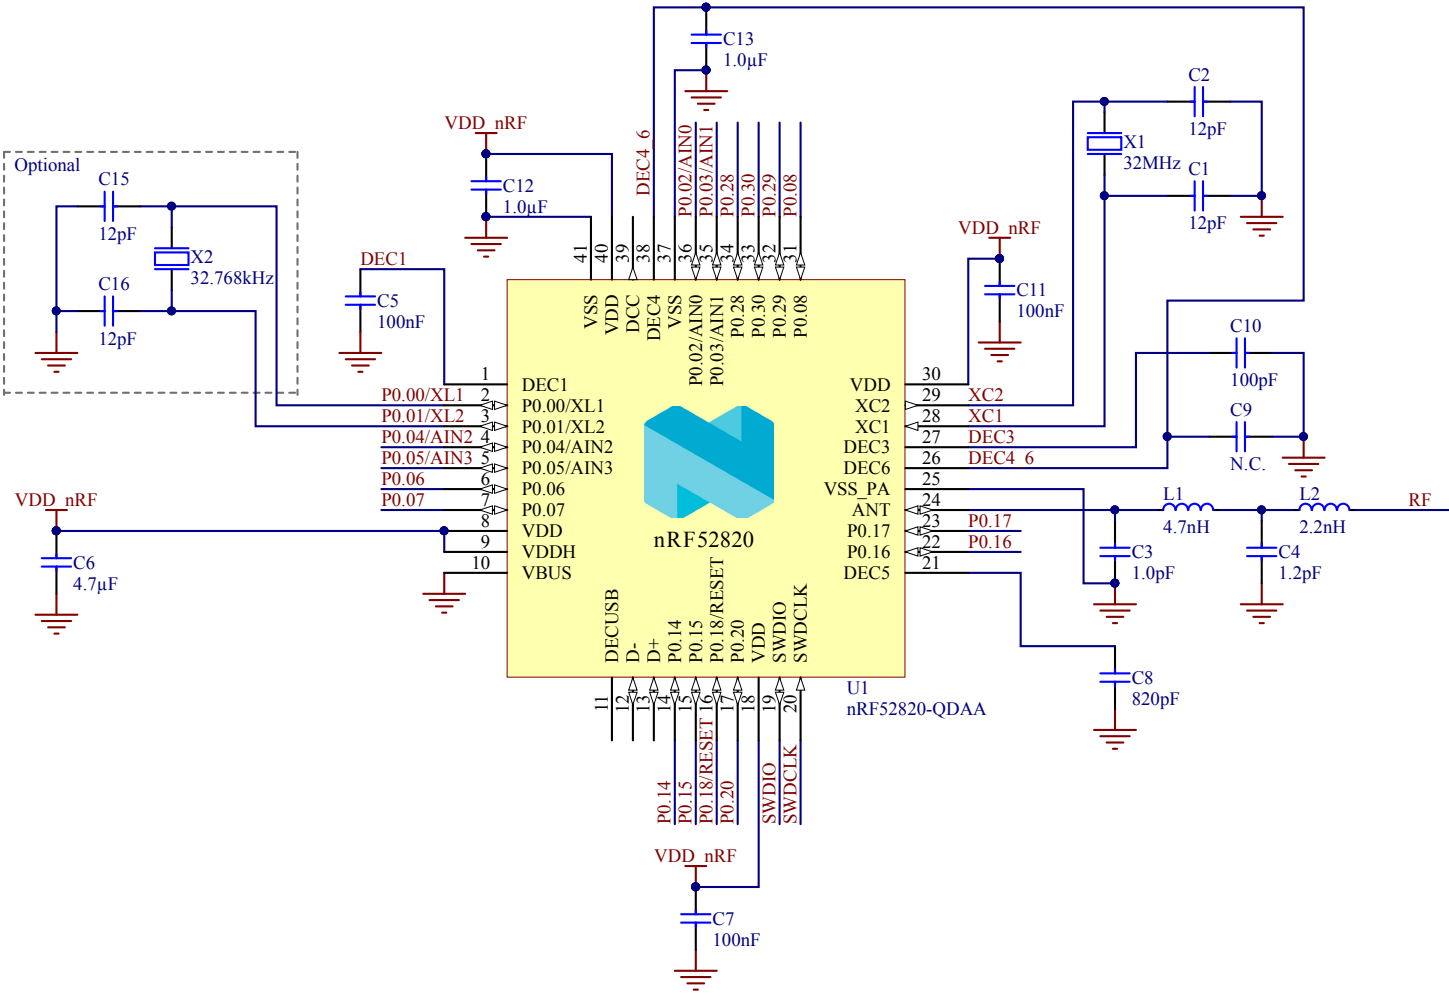 C13
1.0µF
C2
12pF
X1
32MHz
C1
12pF
VDD_nRF
C12
1.0µF
DEC4_6
P0.02/AIN0
P0.03/AIN1
P0.28
P0.30
P0.29
P0.08
Optional
C15
12pF
X2
32.768kHz
C16
12pF
DEC1
C5
100nF
VDD_nRF
C11
100nF
41
40
39
38
37
36
35
34
33
32
31
VSS
VDD
DCC
DEC4
VSS
P0.02/AIN0
P0.03/AIN1
P0.28
P0.30
P0.29
P0.08
C10
100pF
C9
N.C.
1 DEC1
P0.00/XL1 2 P0.00/XL1
P0.01/XL2 3 P0.01/XL2
P0.04/AIN2 4 P0.04/AIN2
P0.05/AIN3 5 P0.05/AIN3
P0.06 6 P0.06
P0.07 7 P0.07
8 VDD
9 VDDH
10 VBUS
VDD 30
XC2 29 XC2
XC1 28 XC1
DEC3 27 DEC3
DEC6 26 DEC4_6
VSS_PA 25
ANT 24
P0.17 23 P0.17
P0.16 22 P0.16
DEC5 21
nRF52820
VDD_nRF
C6
4.7µF
L1
4.7nH
L2
2.2nH
RF
C3
1.0pF
C4
1.2pF
C8
820pF
DECUSB
D-
D+
P0.14
P0.15
P0.18/RESET
P0.20
VDD
SWDIO
SWDCLK
11
12
13
14
15
16
17
18
19
20
U1
nRF52820-QDAA
P0.14
P0.15
P0.18/RESET
P0.20
SWDIO
SWDCLK
VDD_nRF
C7
100nF